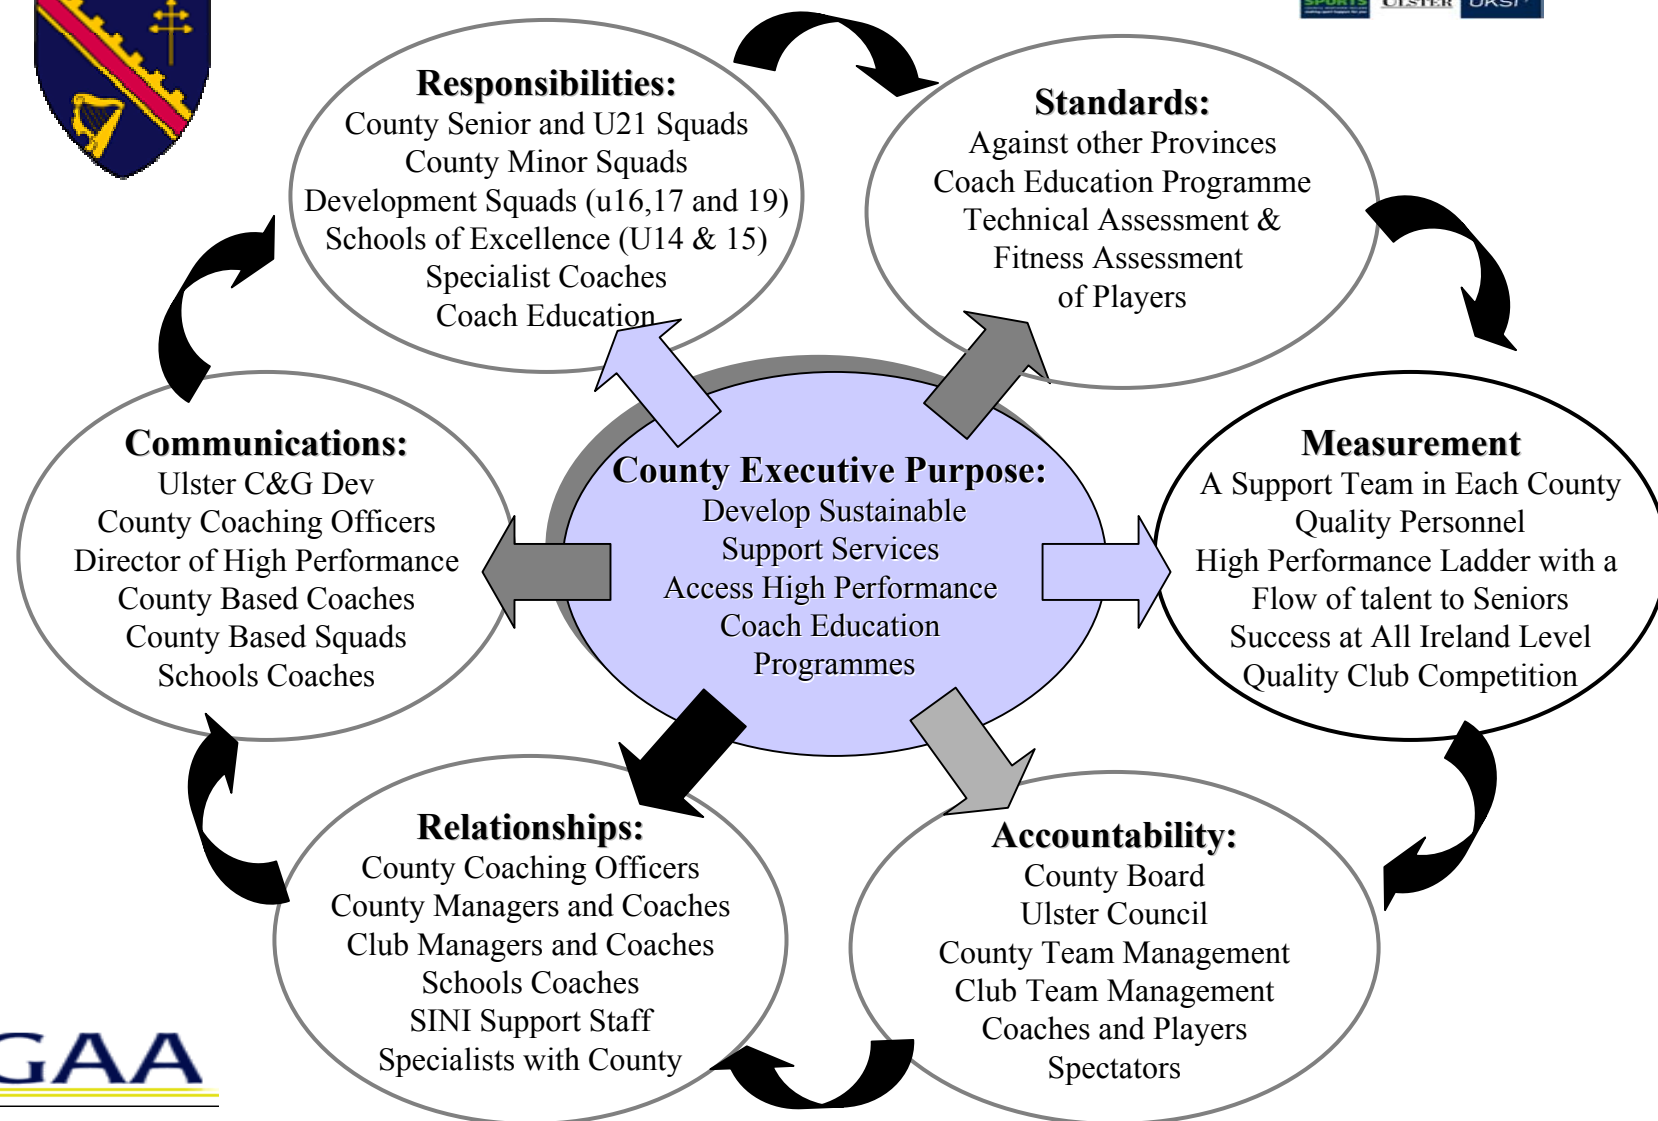 SPORTS
ULSTER
UKSI
Responsibilities:
County Senior and U21 Squads
County Minor Squads
Development Squads (u16,17 and 19)
Schools of Excellence (U14 & 15)
Specialist Coaches
Coach Education
Standards:
Against other Provinces
Coach Education Programme
Technical Assessment &
Fitness Assessment
of Players
Communications:
Ulster C&G Dev
County Coaching Officers
Director of High Performance
County Based Coaches
County Based Squads
Schools Coaches
County Executive Purpose:
Develop Sustainable
Support Services
Access High Performance
Coach Education
Programmes
Measurement
A Support Team in Each County
Quality Personnel
High Performance Ladder with a
Flow of talent to Seniors
Success at All Ireland Level
Quality Club Competition
Relationships:
County Coaching Officers
County Managers and Coaches
Club Managers and Coaches
Schools Coaches
SINI Support Staff
Specialists with County
Accountability:
County Board
Ulster Council
County Team Management
Club Team Management
Coaches and Players
Spectators
GAA